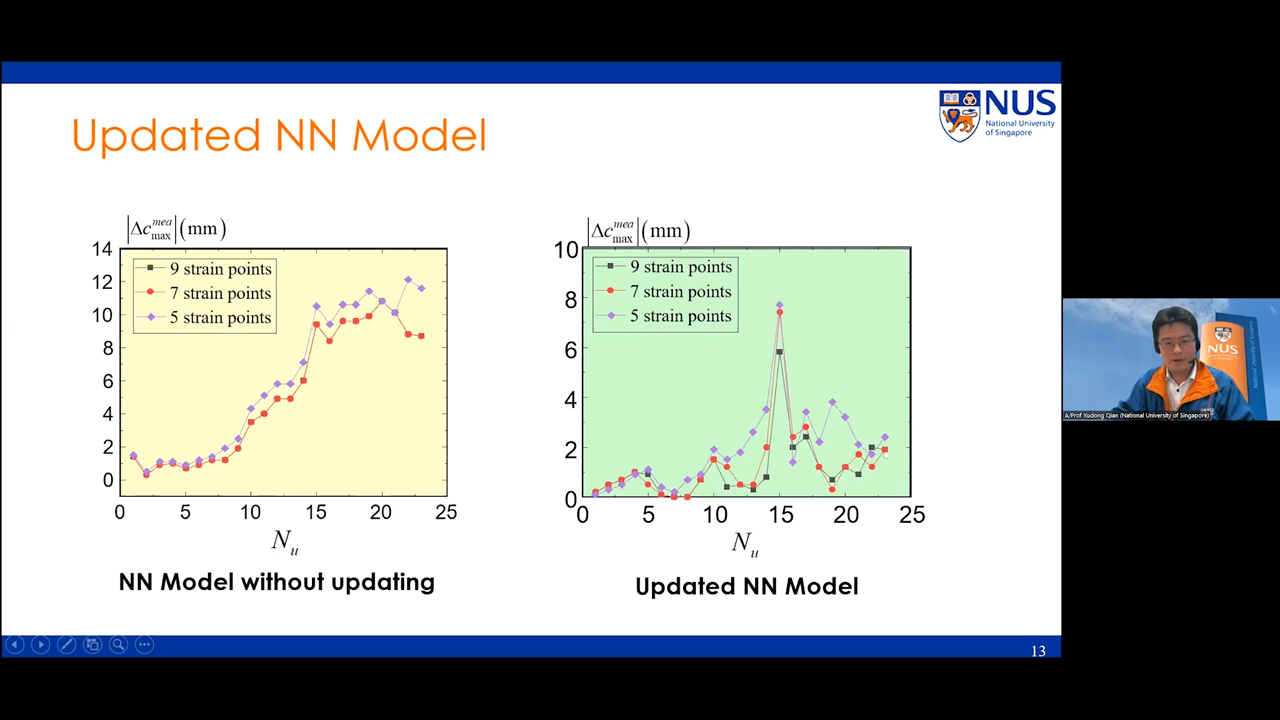 Updated NN Model
NUS
National University
of Singapore
|Δc_max^mea|(mm)
14
12
10
8
6
4
2
0
9 strain points
7 strain points
5 strain points
0 5 10 15 20 25
N_u
NN Model without updating
|Δc_max^mea|(mm)
10
8
6
4
2
0
9 strain points
7 strain points
5 strain points
0 5 10 15 20 25
N_u
Updated NN Model
13
NUS
A/Prof Xudong Qian (National University of Singapore)